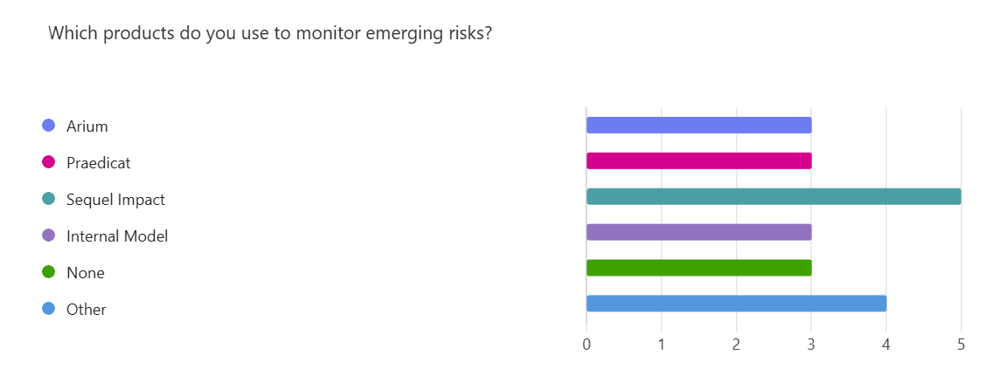 Which products do you use to monitor emerging risks?
Arium
Praedicat
Sequel Impact
Internal Model
None
Other
0 1 2 3 4 5